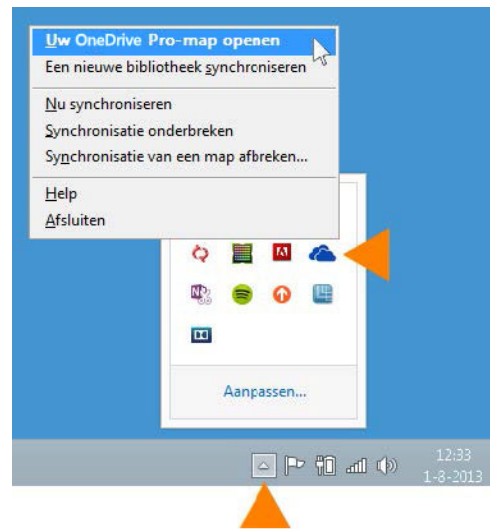 Uw OneDrive Pro-map openen
Een nieuwe bibliotheek synchrcniseren
Nu synchroniseren
Synchronisatie onderbreken
Synchronisatie van een map afbreken...
Help
Afsluiten
Aanpassen...
12:33
1-8-2013